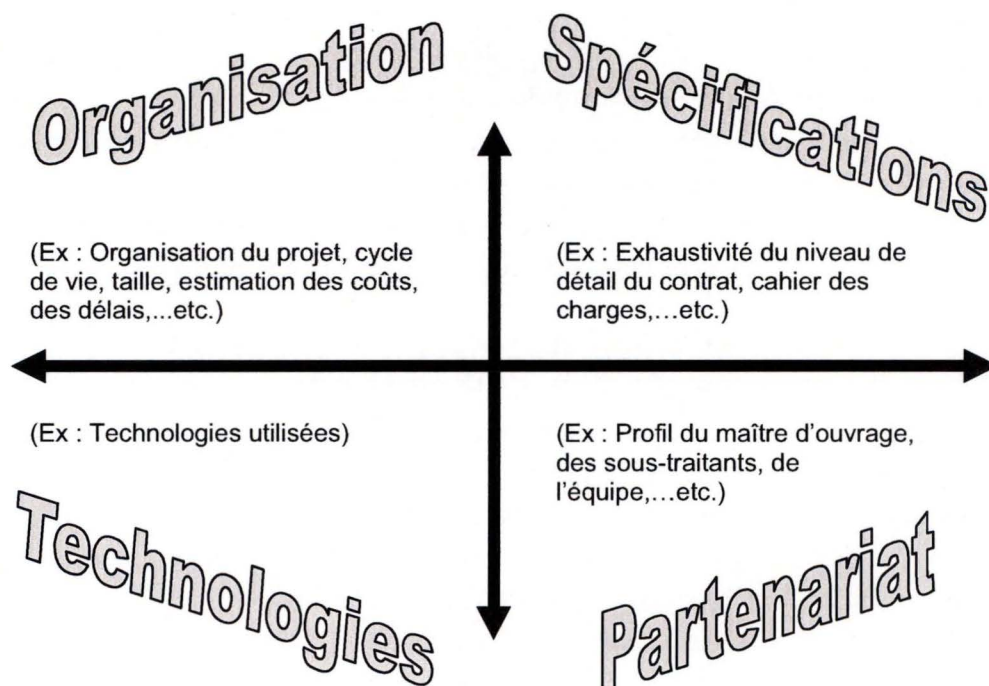 Organisation
Spécifications
(Ex : Organisation du projet, cycle
de vie, taille, estimation des coûts,
des délais,...etc.)
(Ex : Exhaustivité du niveau de
détail du contrat, cahier des
charges,...etc.)
(Ex : Technologies utilisées)
(Ex : Profil du maître d'ouvrage,
des sous-traitants, de
l'équipe,...etc.)
Technologies
Partenariat